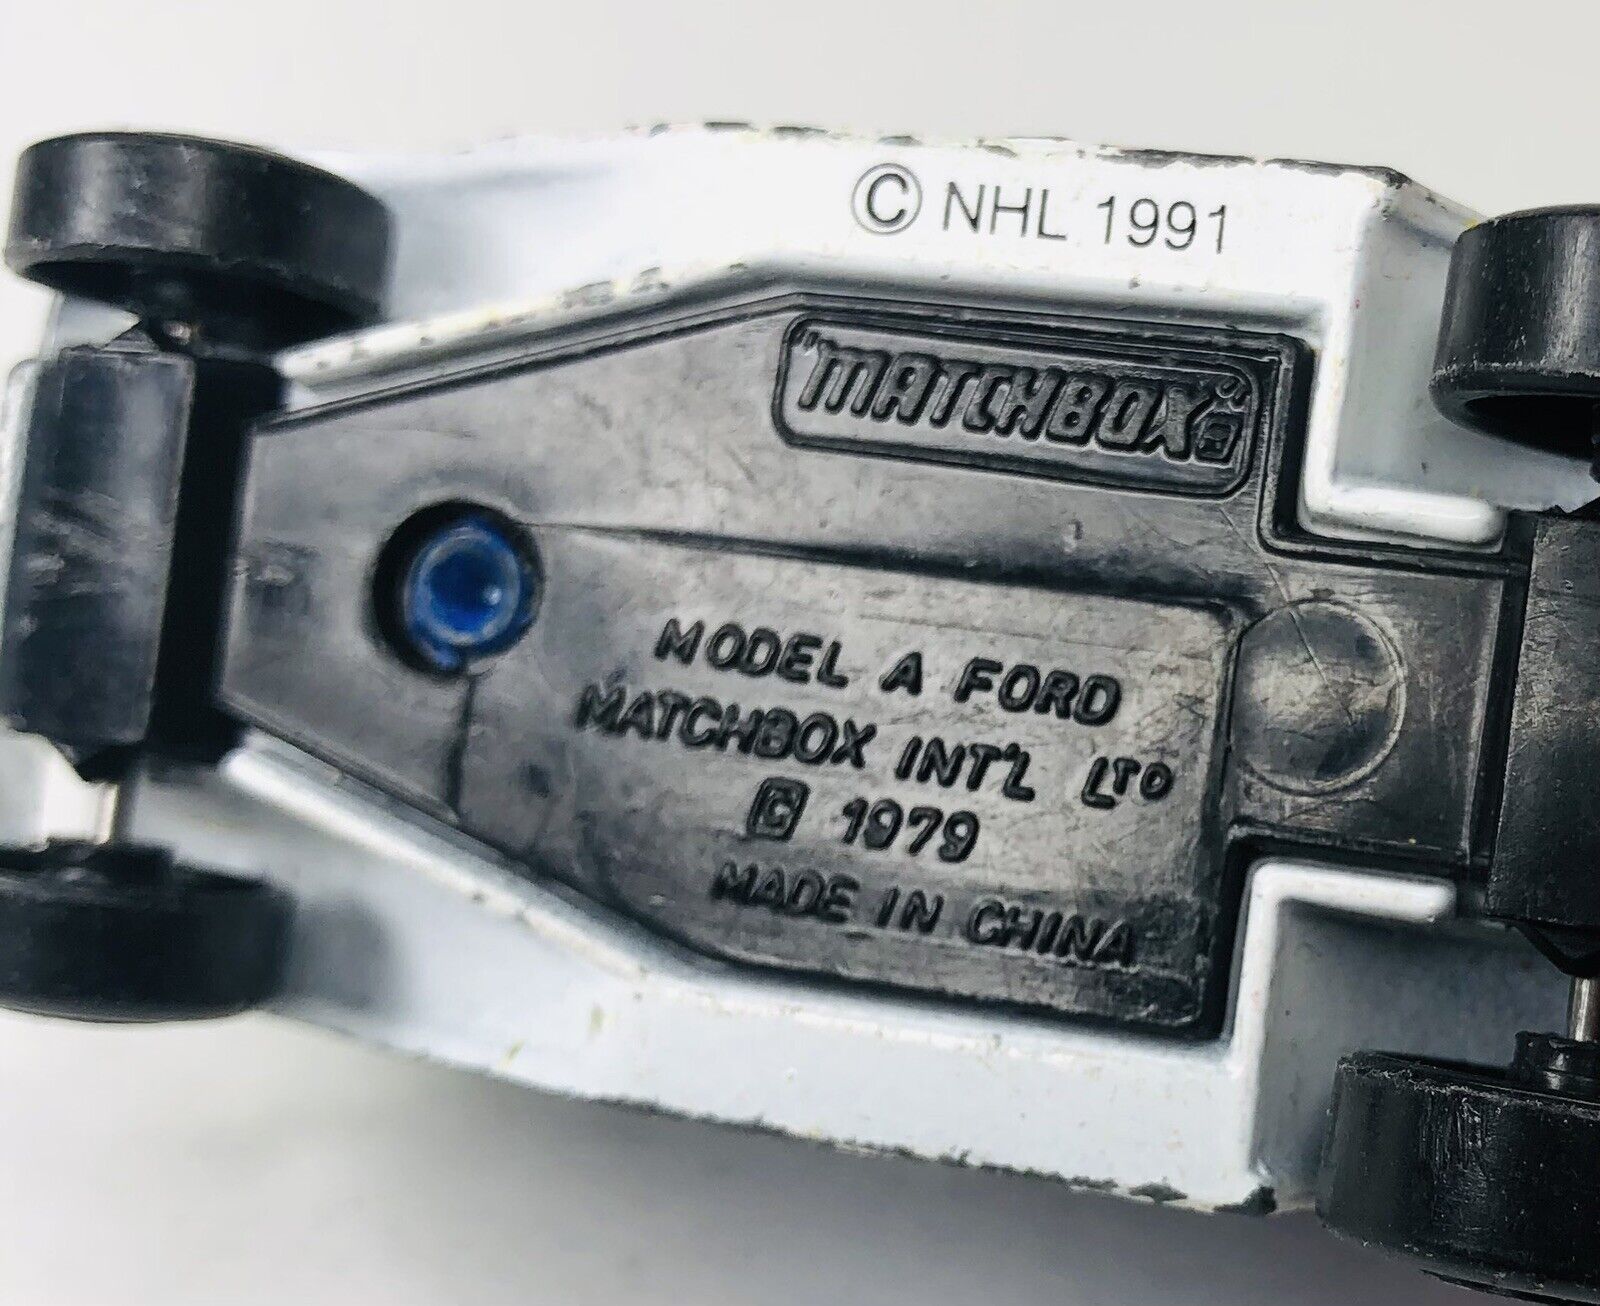 © NHL 1991
"MATCHBOX"
MODEL A FORD
MATCHBOX INT'L LTD
© 1979
MADE IN CHINA